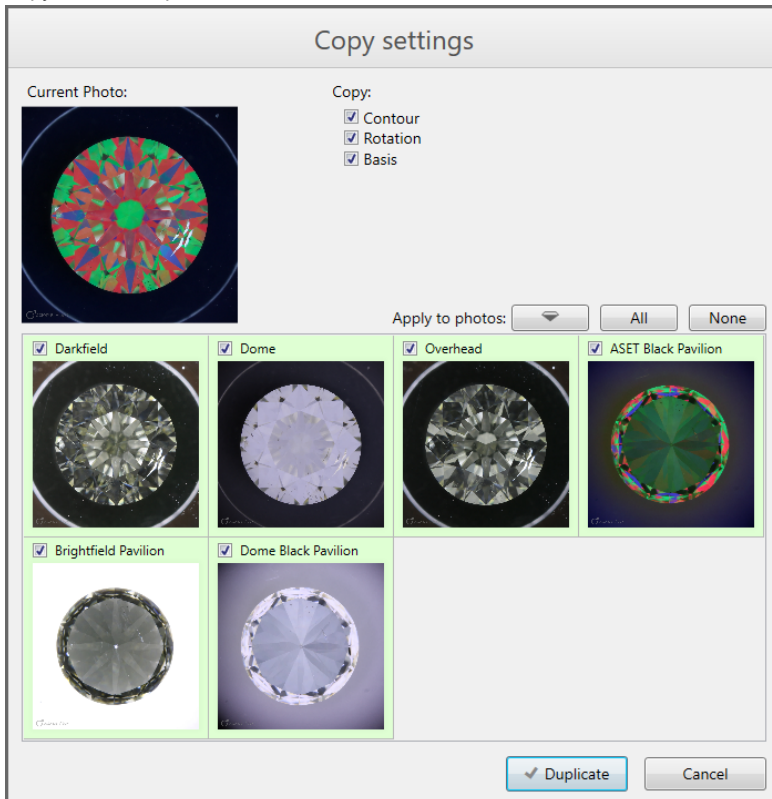 Copy settings
Current Photo:
Copy:
Contour
Rotation
Basis
Apply to photos:
All
None
Darkfield
Dome
Overhead
ASET Black Pavilion
Brightfield Pavilion
Dome Black Pavilion
Duplicate
Cancel